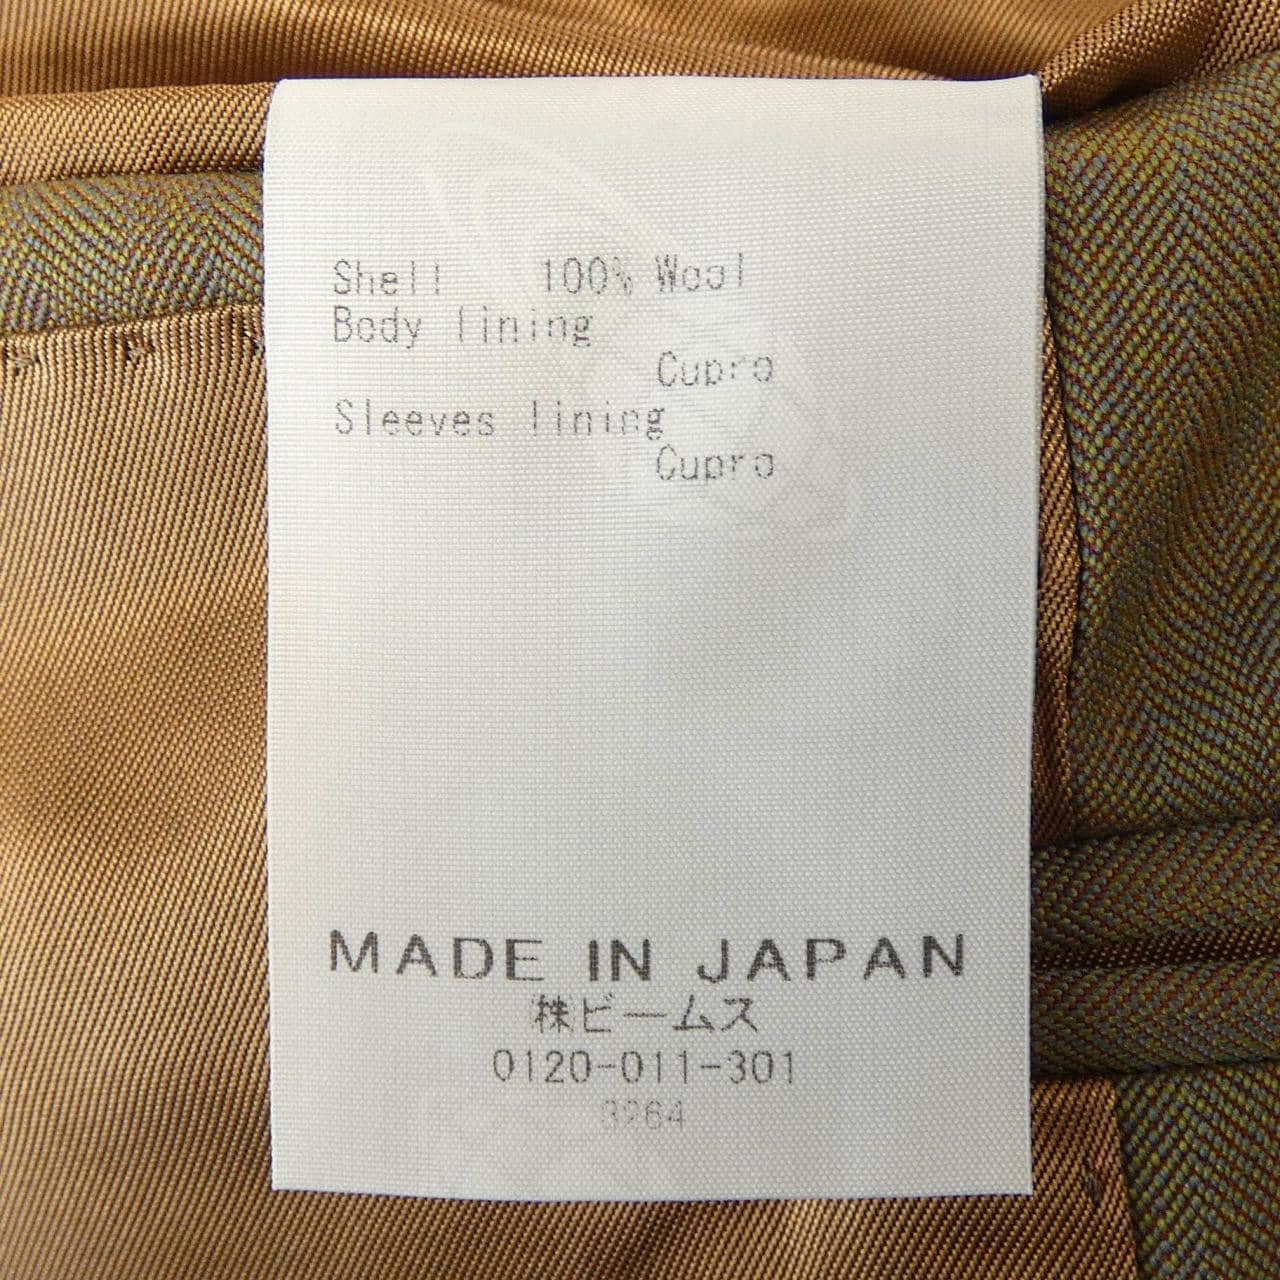 Shell 100% Wool
Body lining
Cupro
Sleeves lining
Cupro
MADE IN JAPAN
株ビームス
0120-011-301